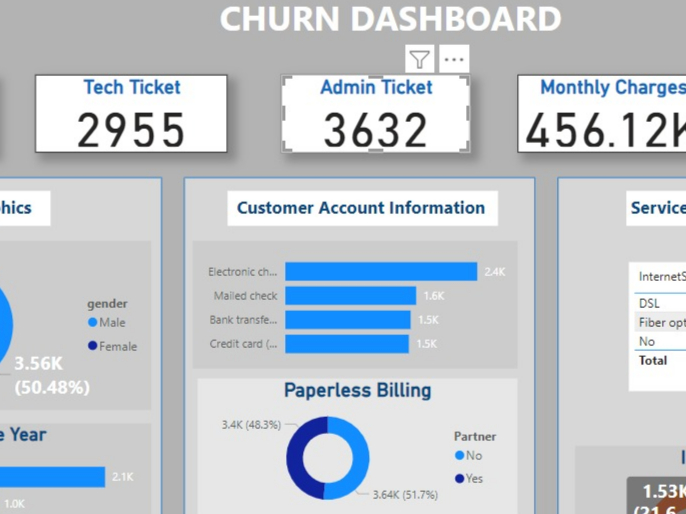 CHURN DASHBOARD
Tech Ticket
2955
Admin Ticket
3632
Monthly Charges
456.12K
hics
gender
Male
Female
3.56K
(50.48%)
e Year
2.1K
1.0K
Customer Account Information
Electronic ch... 2.4K
Mailed check 1.6K
Bank transfe... 1.5K
Credit card (... 1.5K
Paperless Billing
3.4K (48.3%)
3.64K (51.7%)
Partner
No
Yes
Service
InternetS
DSL
Fiber opt
No
Total
1.53K